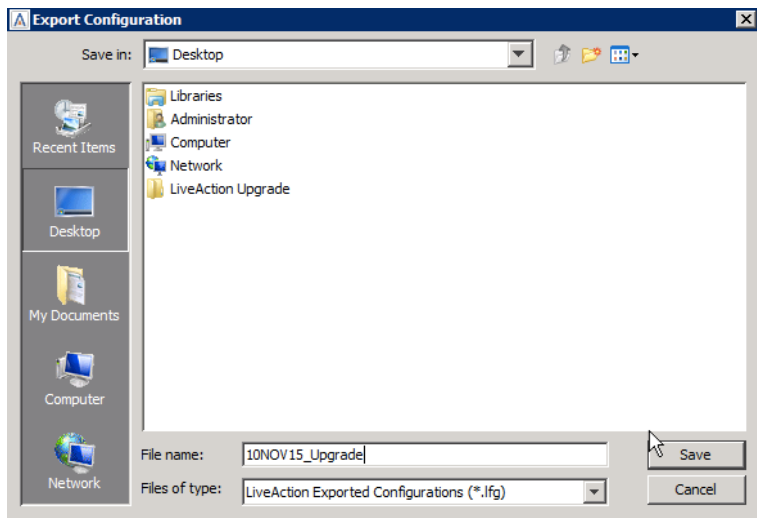 Export Configuration
Save in:
Desktop
Recent Items
Desktop
My Documents
Computer
Network
Libraries
Administrator
Computer
Network
LiveAction Upgrade
File name:
10NOV15_Upgrade
Save
Files of type:
LiveAction Exported Configurations (*.lfg)
Cancel